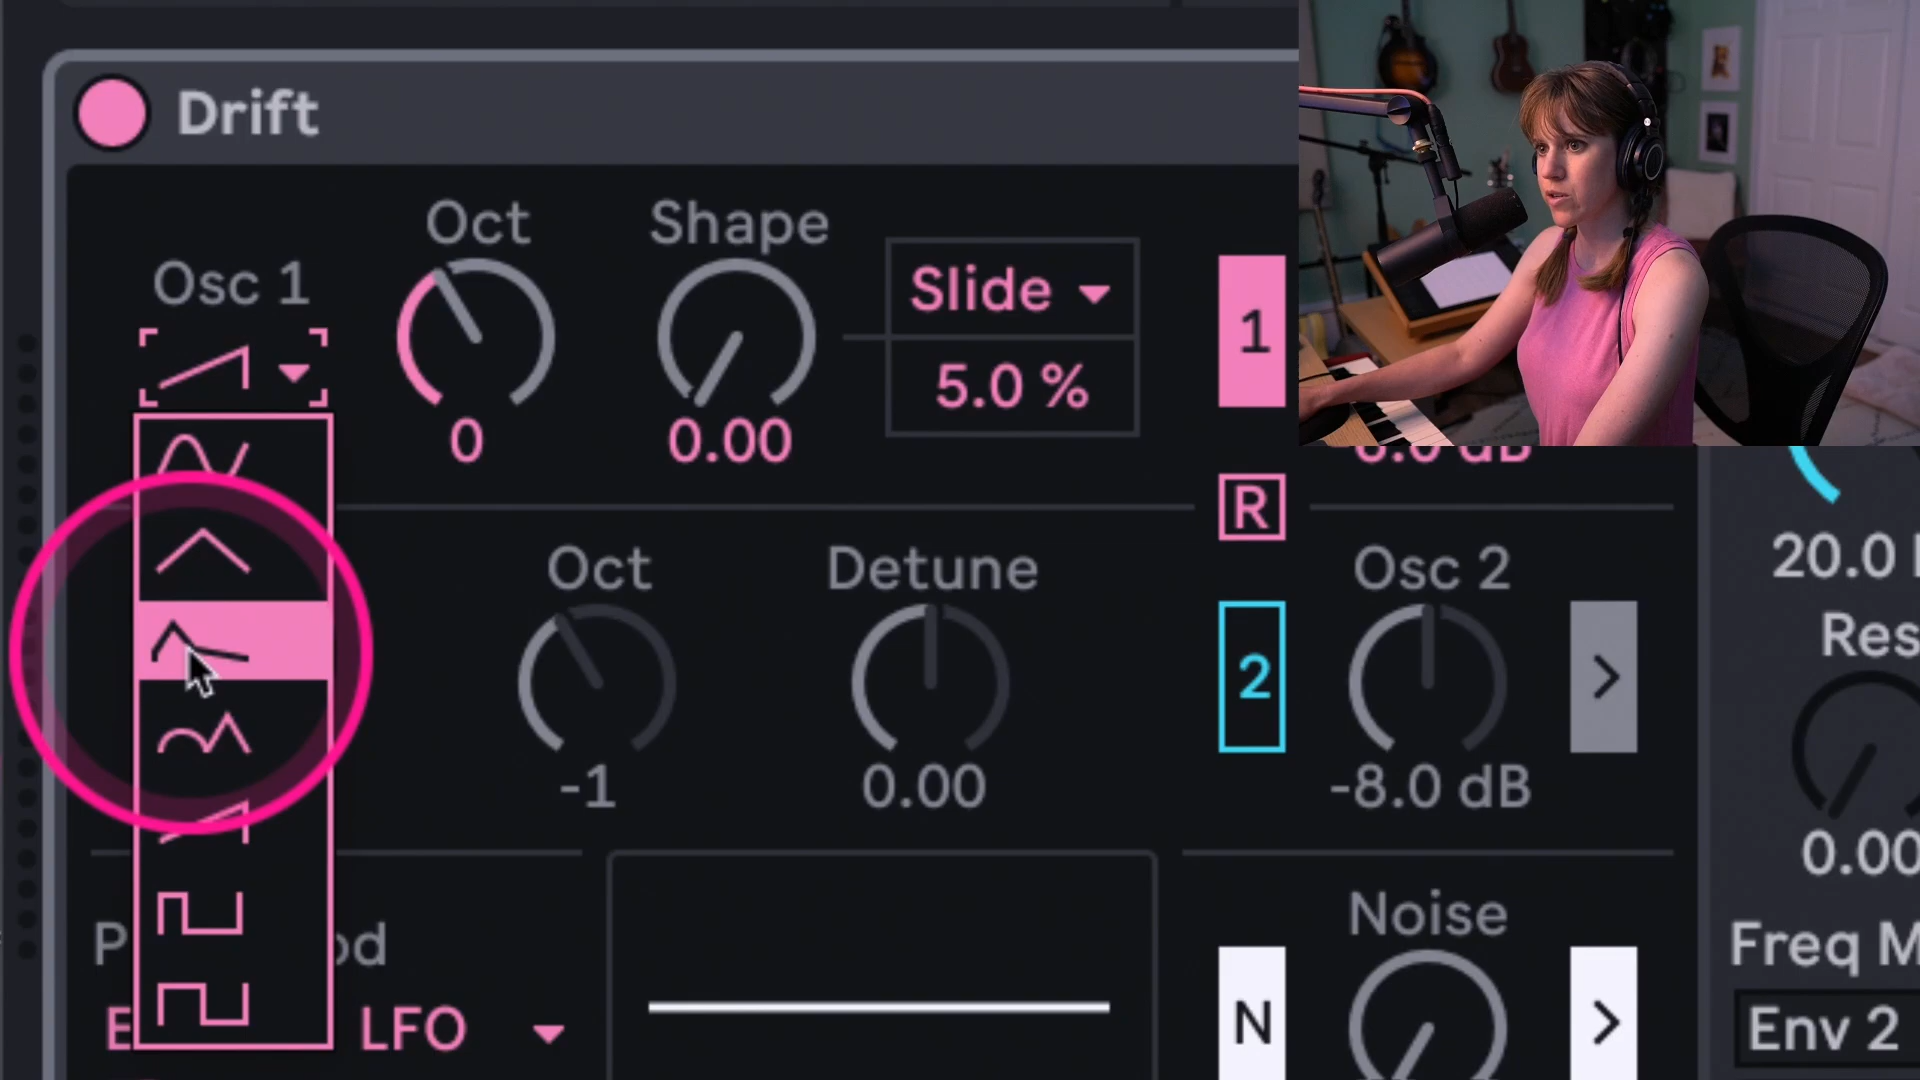 Drift
Oct
Shape
Osc 1
Slide
1
5.0 %
0
0.00
R
Oct
Detune
Osc 2
20.0
Res
2
-1
0.00
-8.0 dB
0.00
Noise
Freq M
N
LFO
Env 2